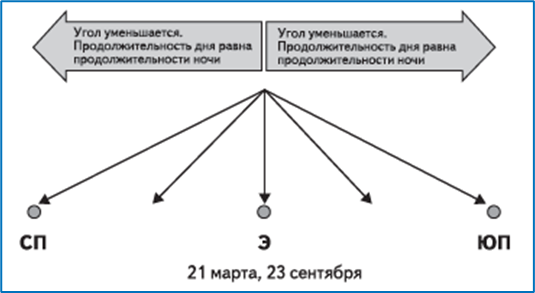 Угол уменьшается.
Продолжительность дня равна
продолжительности ночи
Угол уменьшается.
Продолжительность дня равна
продолжительности ночи
СП
Э
ЮП
21 марта, 23 сентября